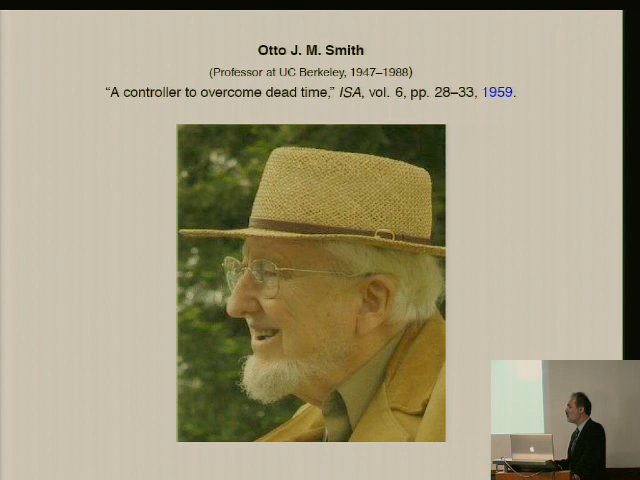 Otto J. M. Smith
(Professor at UC Berkeley, 1947–1988)
“A controller to overcome dead time,” ISA, vol. 6, pp. 28–33, 1959.